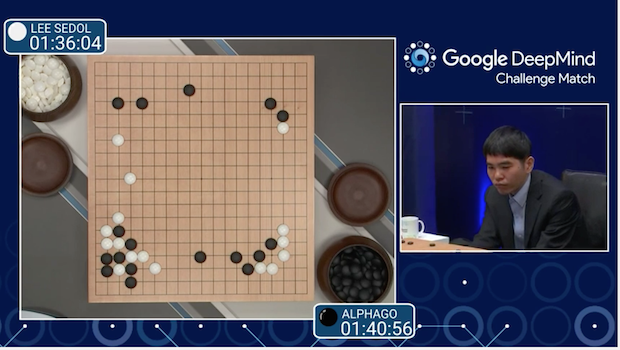 LEE SEDOL
01:36:04
Google DeepMind
Challenge Match
ALPHAGO
01:40:56